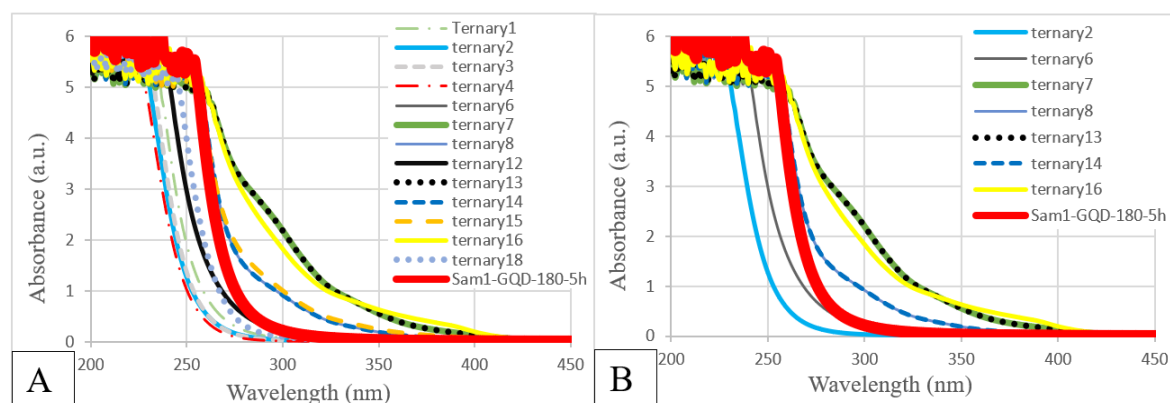 Absorbance (a.u.)
6
5
4
3
2
1
0
200
250
300
350
400
450
Wavelength (nm)
A
Ternary1
ternary2
ternary3
ternary4
ternary6
ternary7
ternary8
ternary12
ternary13
ternary14
ternary15
ternary16
ternary18
Sam1-GQD-180-5h
Absorbance (a.u.)
6
5
4
3
2
1
0
200
250
300
350
400
450
Wavelength (nm)
B
ternary2
ternary6
ternary7
ternary8
ternary13
ternary14
ternary16
Sam1-GQD-180-5h